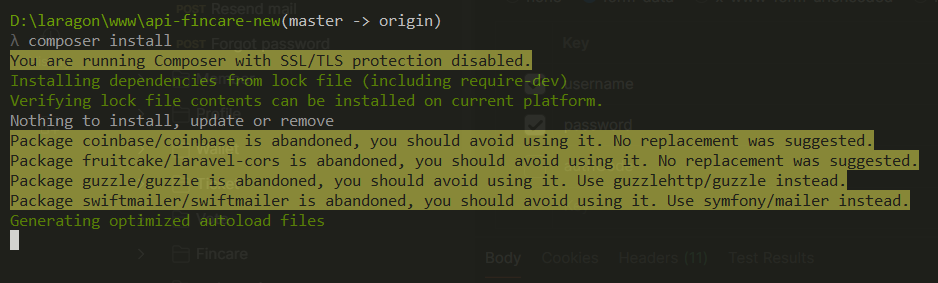 Resend mail
D:\laragon\www\api-fincare-new(master -> origin)
λ composer install
POST Forgot password
Key
You are running Composer with SSL/TLS protection disabled.
Installing dependencies from lock file (including require-dev)
username
Verifying lock file contents can be installed on current platform.
Nothing to install, update or remove
password
Package coinbase/coinbase is abandoned, you should avoid using it. No replacement was suggested.
Package fruitcake/laravel-cors is abandoned, you should avoid using it. No replacement was suggested.
Package guzzle/guzzle is abandoned, you should avoid using it. Use guzzlehttp/guzzle instead.
Package swiftmailer/swiftmailer is abandoned, you should avoid using it. Use symfony/mailer instead.
Generating optimized autoload files
Fincare
Body Cookies Headers (11) Test Results